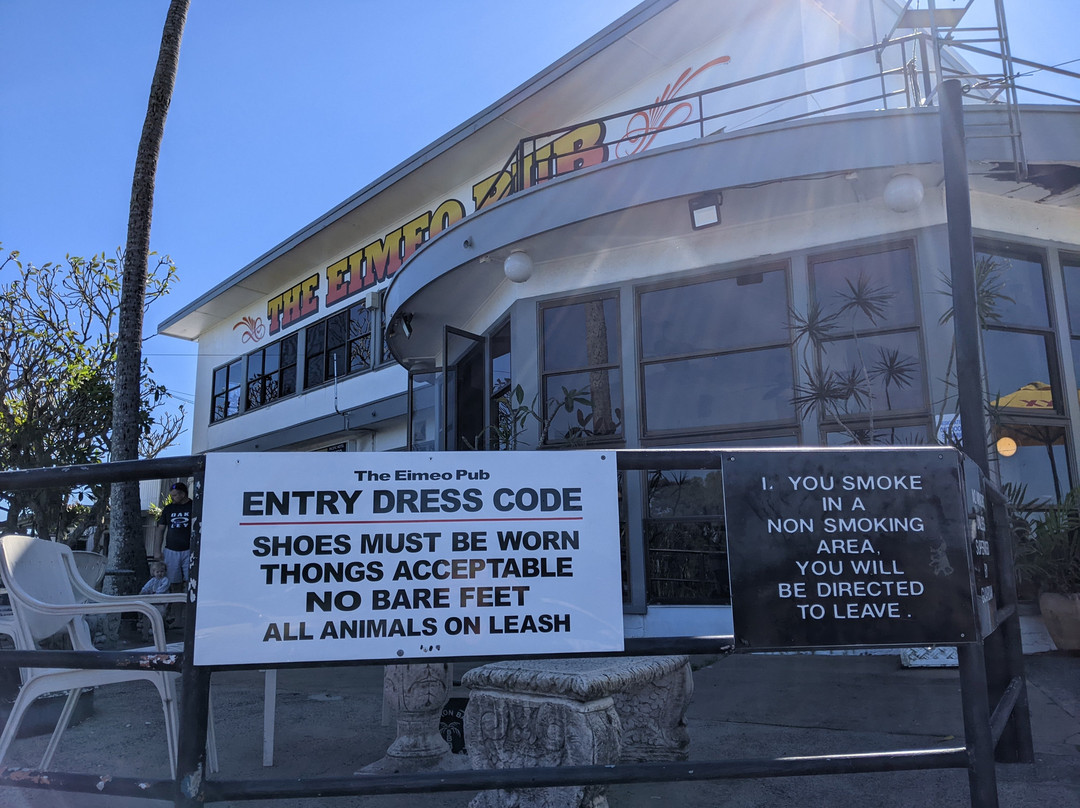 THE EIMEO PUB
The Eimeo Pub
ENTRY DRESS CODE
SHOES MUST BE WORN
THONGS ACCEPTABLE
NO BARE FEET
ALL ANIMALS ON LEASH
I. YOU SMOKE
IN A
NON SMOKING
AREA,
YOU WILL
BE DIRECTED
TO LEAVE.